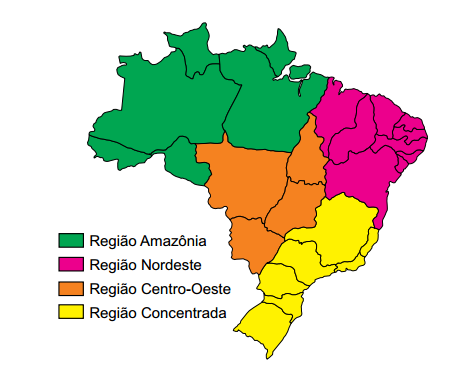 Região Amazônia
Região Nordeste
Região Centro-Oeste
Região Concentrada